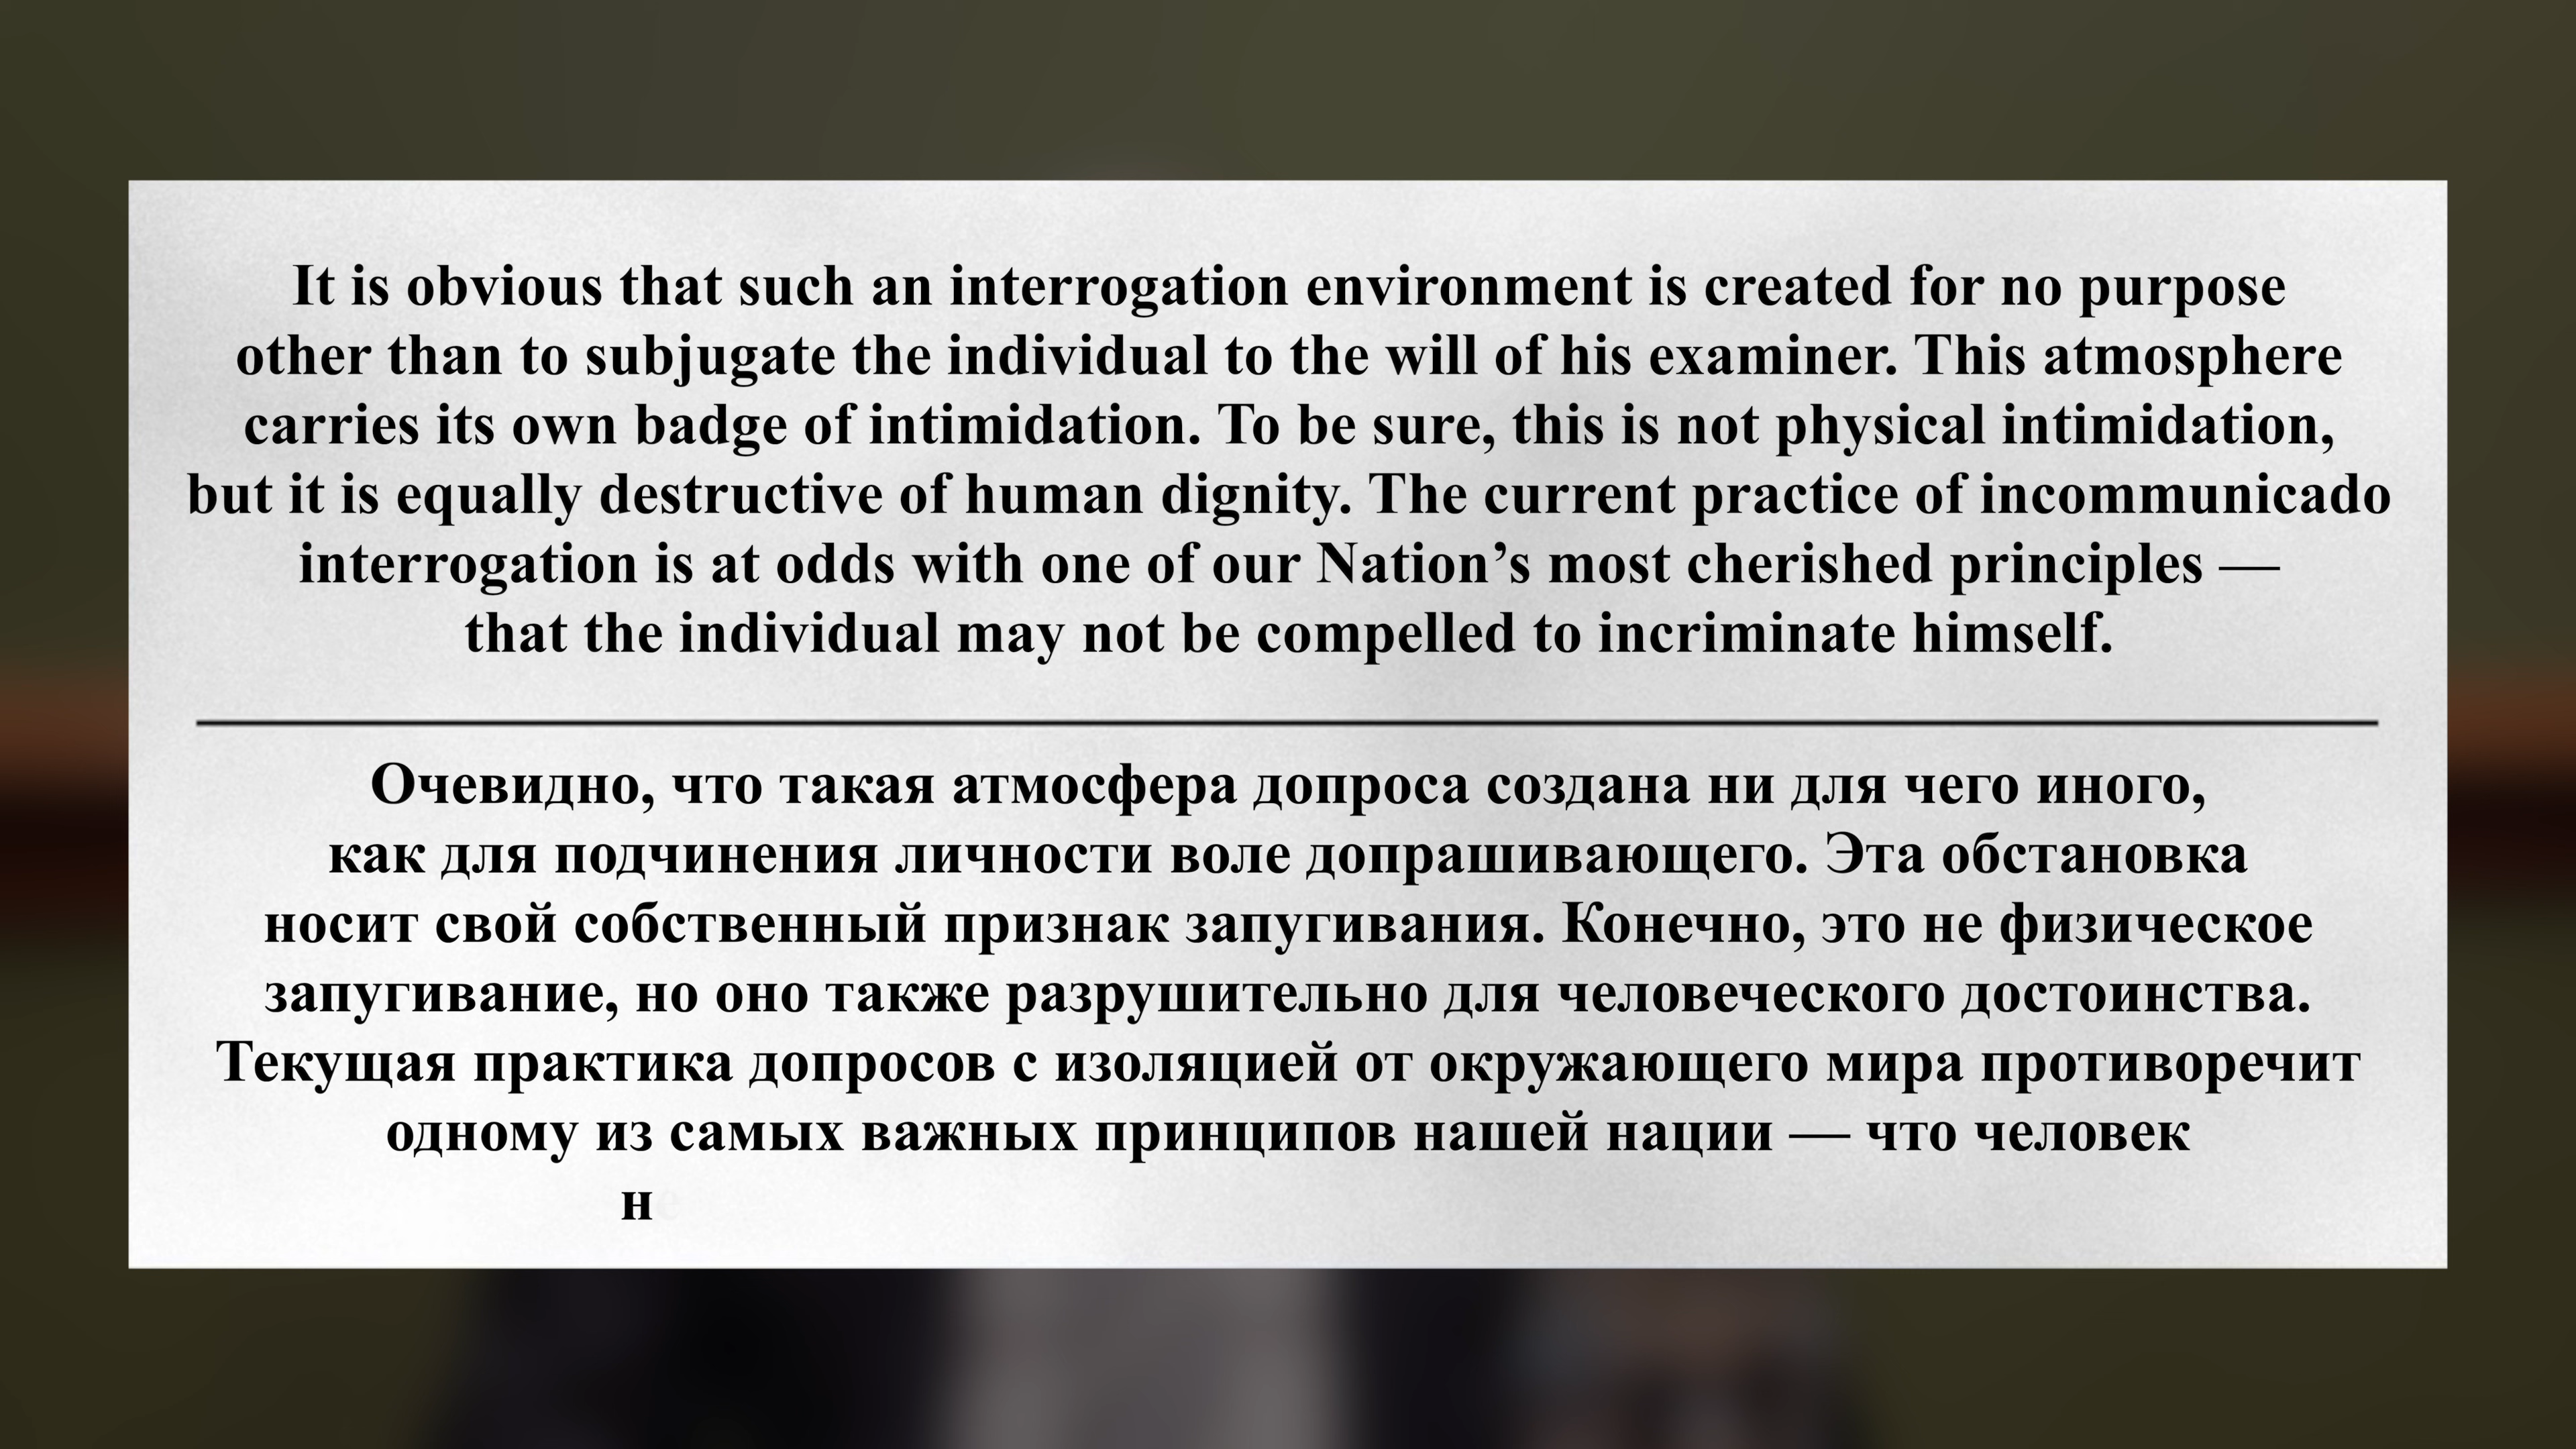 It is obvious that such an interrogation environment is created for no purpose
other than to subjugate the individual to the will of his examiner. This atmosphere
carries its own badge of intimidation. To be sure, this is not physical intimidation,
but it is equally destructive of human dignity. The current practice of incommunicado
interrogation is at odds with one of our Nation’s most cherished principles —
that the individual may not be compelled to incriminate himself.
Очевидно, что такая атмосфера допроса создана ни для чего иного,
как для подчинения личности воле допрашивающего. Эта обстановка
носит свой собственный признак запугивания. Конечно, это не физическое
запугивание, но оно также разрушительно для человеческого достоинства.
Текущая практика допросов с изоляцией от окружающего мира противоречит
одному из самых важных принципов нашей нации — что человек
не